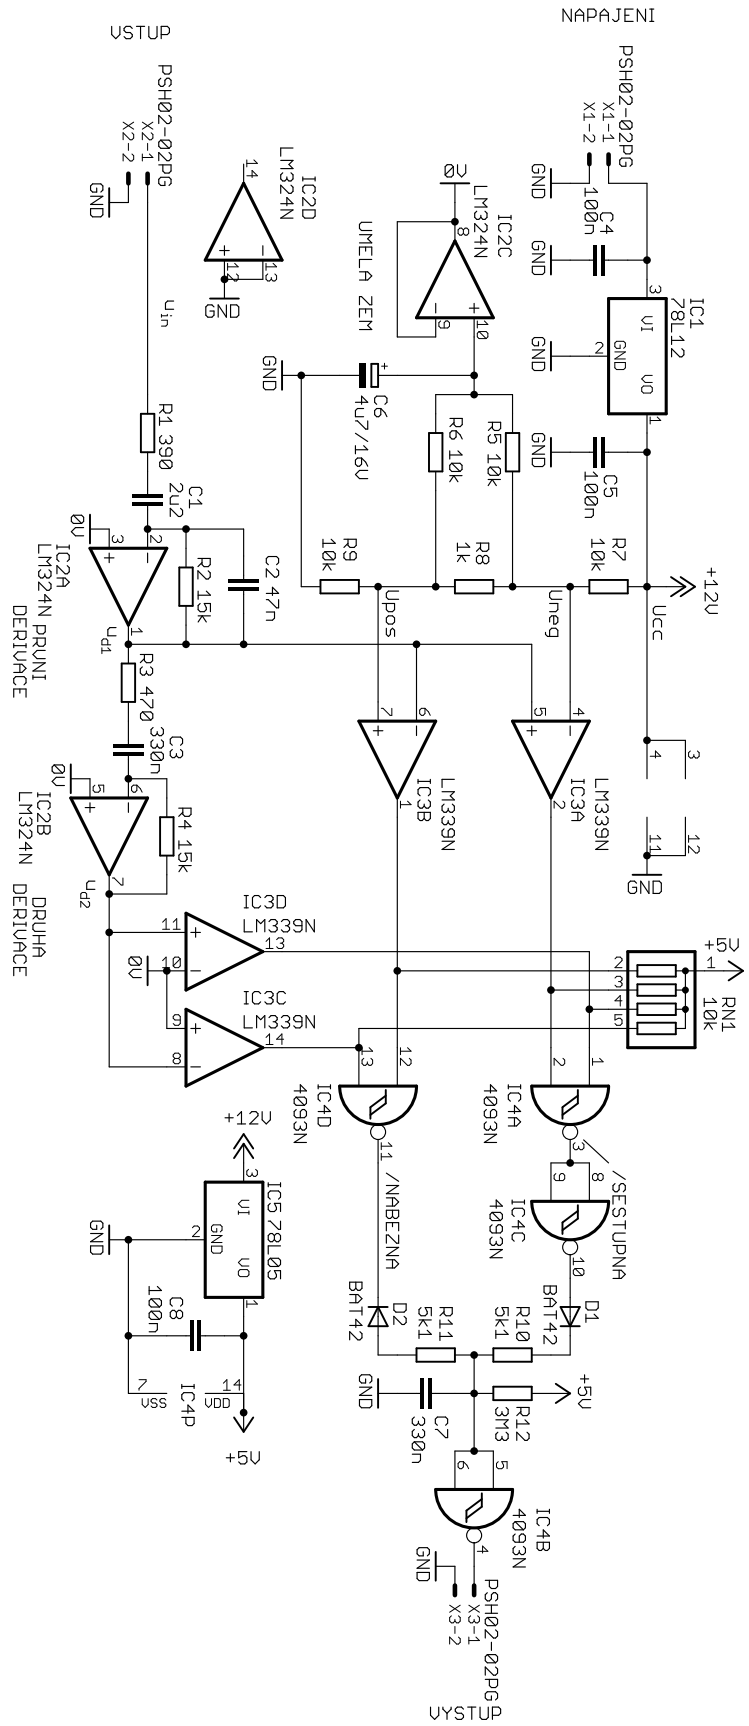 NAPAJENI
PSH02-02PG
X1-1
X1-2
GND
C4
100n
GND
IC1
78L12
VI
GND
VO
3
2
1
GND
C5
100n
GND
+12V
Ucc
R7
10k
R8
1k
R9
10k
Uneg
Upos
3
4
12
11
GND
0V
IC2C
LM324N
8
9
10
UMELA ZEM
GND
C6
4u7/16V
+
R5 10k
R6 10k
VSTUP
PSH02-02PG
X2-1
X2-2
GND
IC2D
LM324N
14
12
13
GND
uin
R1 390
C1
2u2
0V
2
3
1
IC2A
LM324N
PRVNI
DERIVACE
R2 15k
C2 47n
ud1
R3 470
C3
330n
0V
6
5
7
IC2B
LM324N
DRUHA
DERIVACE
R4 15k
ud2
6
7
1
IC3B
LM339N
4
5
2
IC3A
LM339N
IC3D
LM339N
11
10
13
0V
IC3C
LM339N
9
8
14
+5V
RN1
10k
1
2
3
4
5
13
12
11
IC4D
4093N
/NABEZNA
2
1
3
IC4A
4093N
/SESTUPNA
9
8
10
IC4C
4093N
D1
BAT42
D2
BAT42
R10
5k1
R11
5k1
+5V
R12
3M3
C7
330n
GND
6
5
4
IC4B
4093N
GND
PSH02-02PG
X3-1
X3-2
VYSTUP
+12V
IC5 78L05
VI
GND
VO
3
2
1
GND
C8
100n
7
VSS
IC4P
14
VDD
+5V